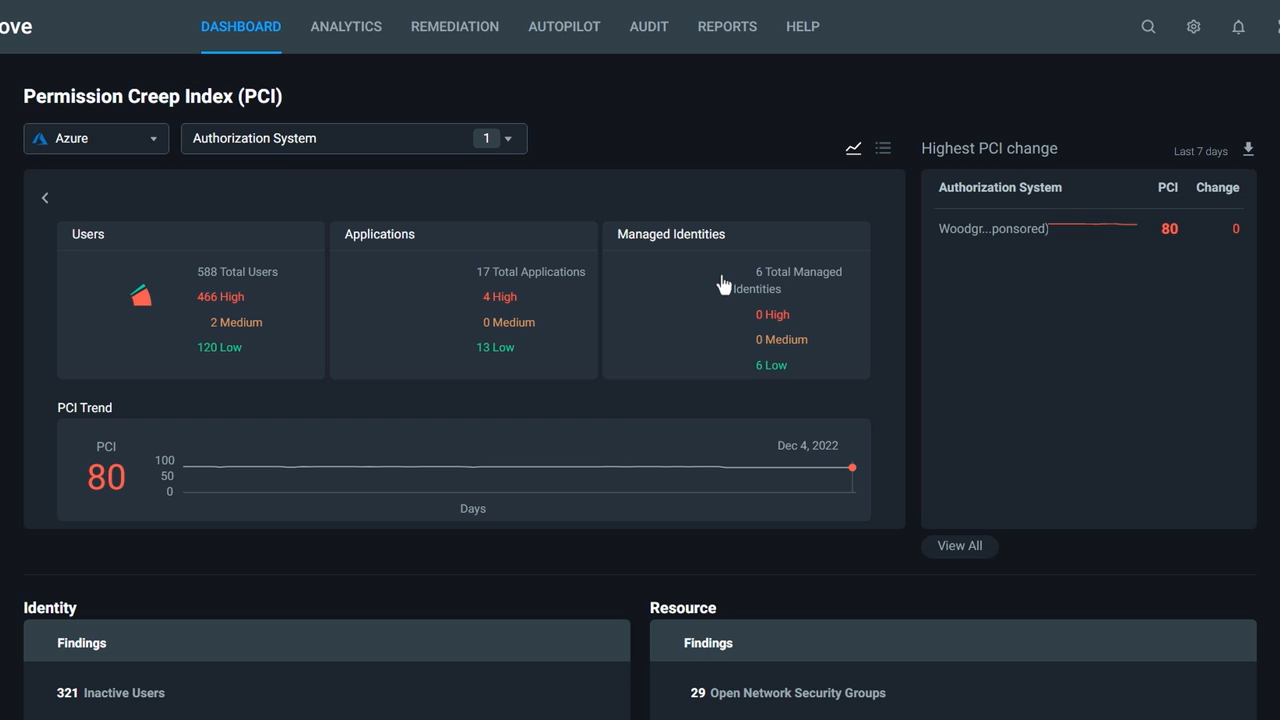 ove
DASHBOARD ANALYTICS REMEDIATION AUTOPILOT AUDIT REPORTS HELP
Permission Creep Index (PCI)
Azure
Authorization System 1
Highest PCI change
Last 7 days
Authorization System PCI Change
Woodgr...ponsored) 80 0
Users
588 Total Users
466 High
2 Medium
120 Low
Applications
17 Total Applications
4 High
0 Medium
13 Low
Managed Identities
6 Total Managed
Identities
0 High
0 Medium
6 Low
PCI Trend
PCI
80
100
50
0
Dec 4, 2022
Days
View All
Identity
Findings
321 Inactive Users
Resource
Findings
29 Open Network Security Groups